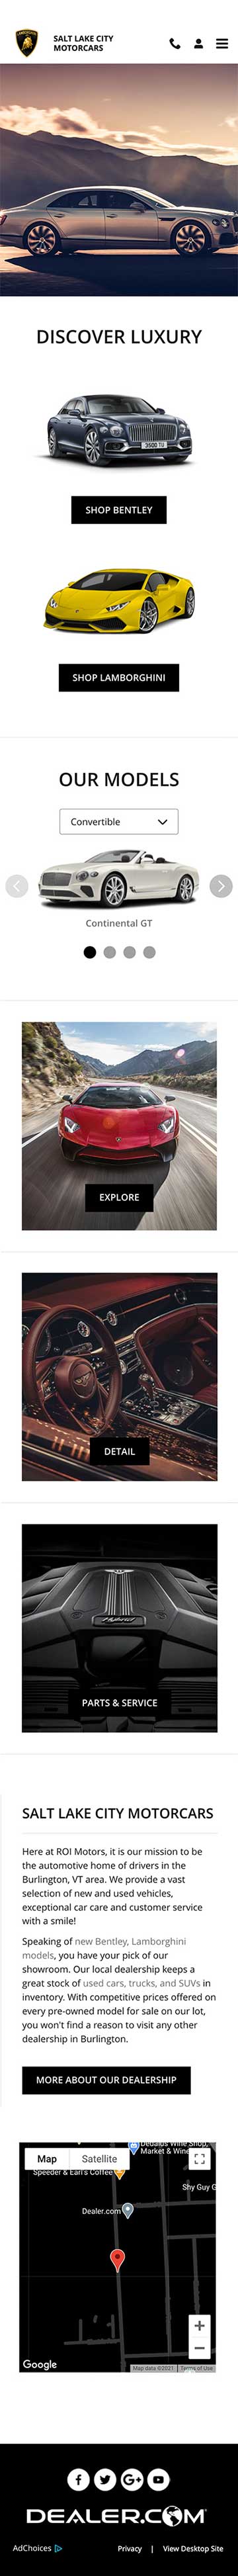 SALT LAKE CITY
MOTORCARS
DISCOVER LUXURY
3500 TU
SHOP BENTLEY
SHOP LAMBORGHINI
OUR MODELS
Convertible
Continental GT
EXPLORE
DETAIL
Hybrid
PARTS & SERVICE
SALT LAKE CITY MOTORCARS
Here at ROI Motors, it is our mission to be
the automotive home of drivers in the
Burlington, VT area. We provide a vast
selection of new and used vehicles,
exceptional car care and customer service
with a smile!
Speaking of new Bentley, Lamborghini
models, you have your pick of our
showroom. Our local dealership keeps a
great stock of used cars, trucks, and SUVs in
inventory. With competitive prices offered on
every pre-owned model for sale on our lot,
you won't find a reason to visit any other
dealership in Burlington.
MORE ABOUT OUR DEALERSHIP
Dedalus Wine Shop,
Market & Wine
Map
Satellite
Speeder & Earl's Coffee
Shy Guy G
Dealer.com
+
−
Google
Map data ©2021
Terms of Use
f
G+
DEALER.COM
AdChoices
Privacy | View Desktop Site